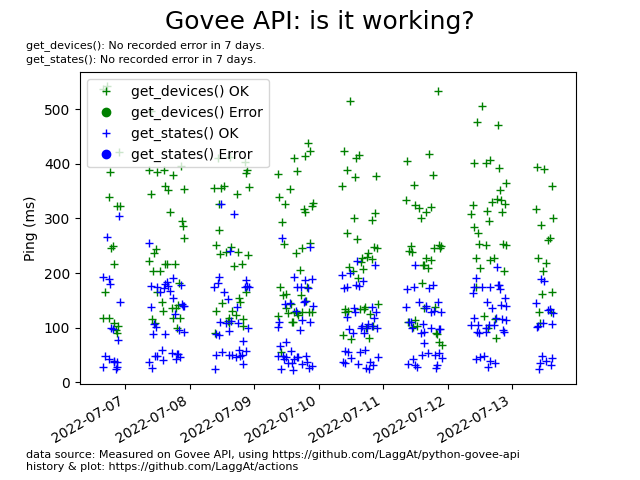 Govee API: is it working?
get_devices(): No recorded error in 7 days.
get_states(): No recorded error in 7 days.
get_devices() OK
get_devices() Error
get_states() OK
get_states() Error
Ping (ms)
500
400
300
200
100
0
2022-07-07
2022-07-08
2022-07-09
2022-07-10
2022-07-11
2022-07-12
2022-07-13
data source: Measured on Govee API, using https://github.com/LaggAt/python-govee-api
history & plot: https://github.com/LaggAt/actions